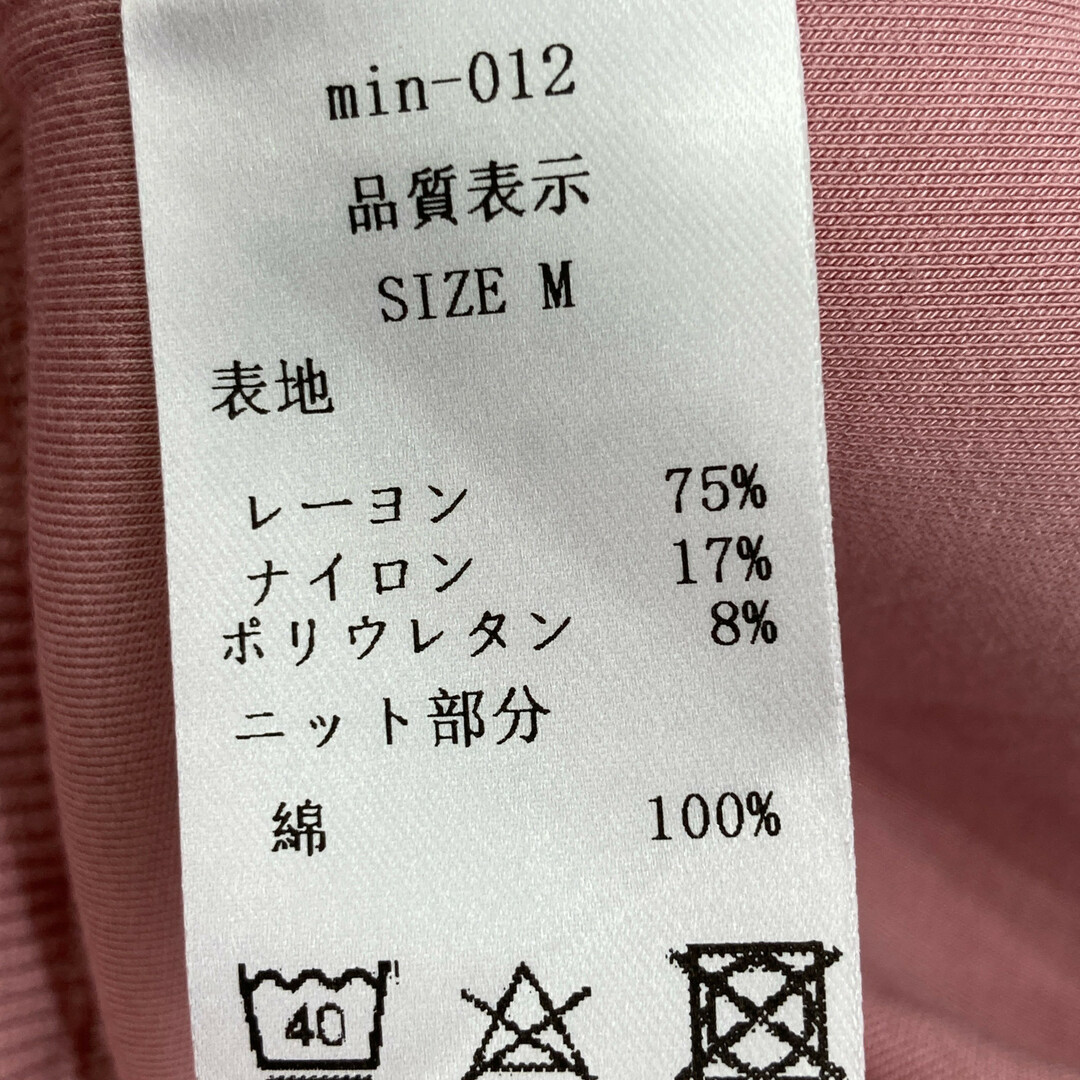 min-012
品質表示
SIZE M
表地
レーヨン 75%
ナイロン 17%
ポリウレタン 8%
ニット部分
綿 100%
40